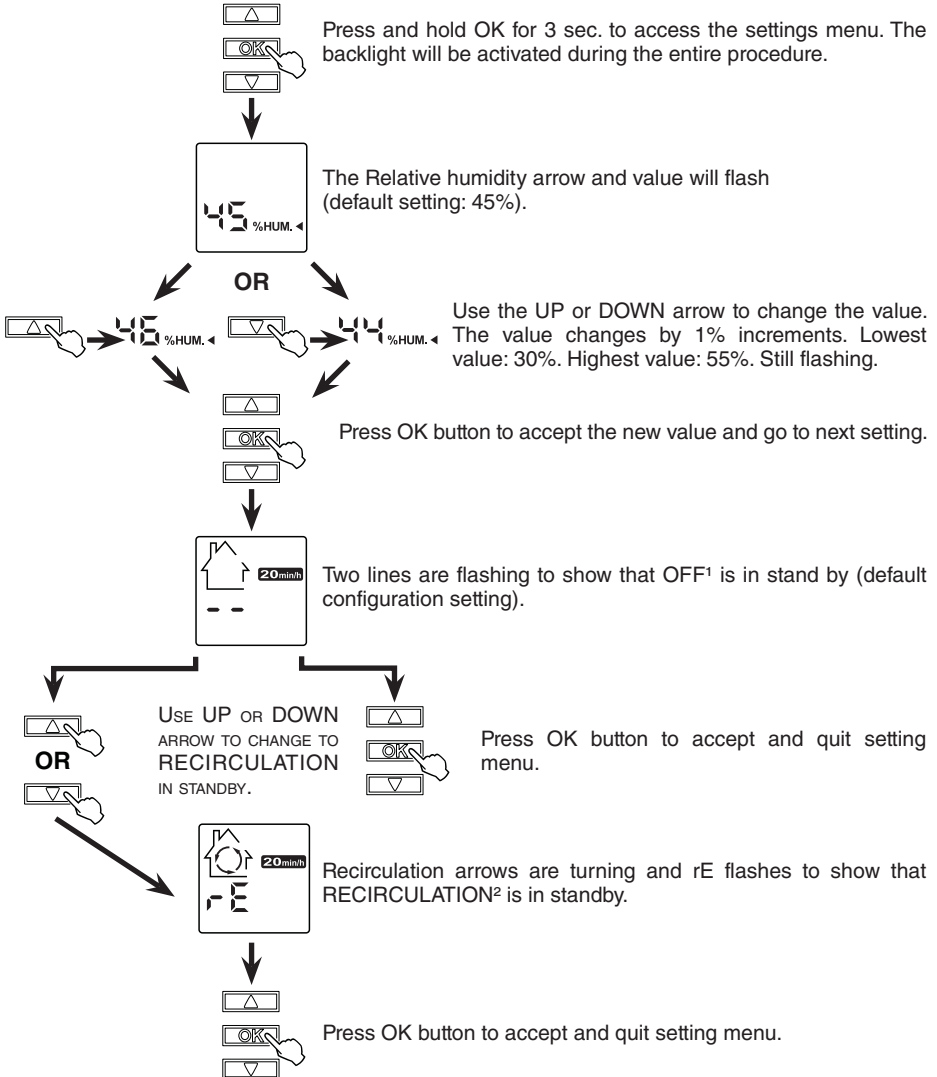 OK
Press and hold OK for 3 sec. to access the settings menu. The
backlight will be activated during the entire procedure.
The Relative humidity arrow and value will flash
(default setting: 45%).
45 %HUM.
OR
46 %HUM.
44 %HUM.
Use the UP or DOWN arrow to change the value.
The value changes by 1% increments. Lowest
value: 30%. Highest value: 55%. Still flashing.
OK
Press OK button to accept the new value and go to next setting.
20min/h
- -
Two lines are flashing to show that OFF¹ is in stand by (default
configuration setting).
OR
USE UP OR DOWN
ARROW TO CHANGE TO
RECIRCULATION
IN STANDBY.
OK
Press OK button to accept and quit setting
menu.
20min/h
rE
Recirculation arrows are turning and rE flashes to show that
RECIRCULATION² is in standby.
OK
Press OK button to accept and quit setting menu.